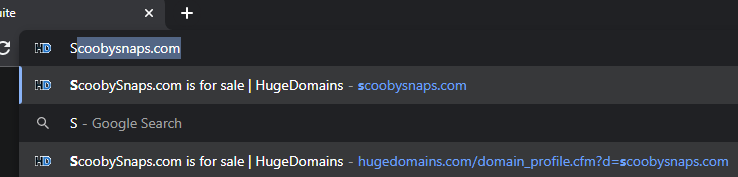 uite
Scoobysnaps.com
ScoobySnaps.com is for sale | HugeDomains - scoobysnaps.com
S - Google Search
ScoobySnaps.com is for sale | HugeDomains - hugedomains.com/domain_profile.cfm?d=scoobysnaps.com